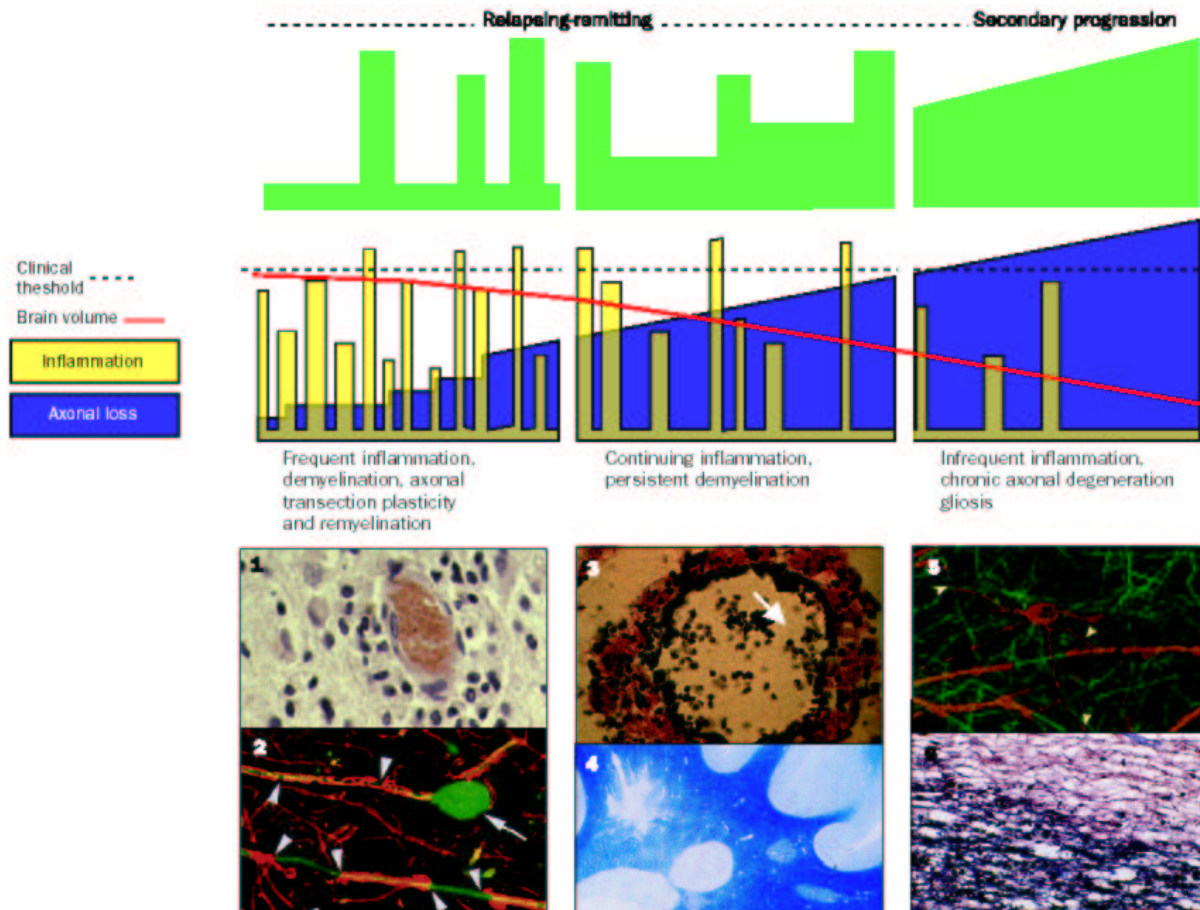 Relapsing-remitting
Secondary progression
Clinical
theshold
Brain volume
Inflammation
Axonal loss
Frequent inflammation,
demyelination, axonal
transection plasticity
and remyelination
Continuing inflammation,
persistent demyelination
Infrequent inflammation,
chronic axonal degeneration
gliosis
1
3
5
2
4